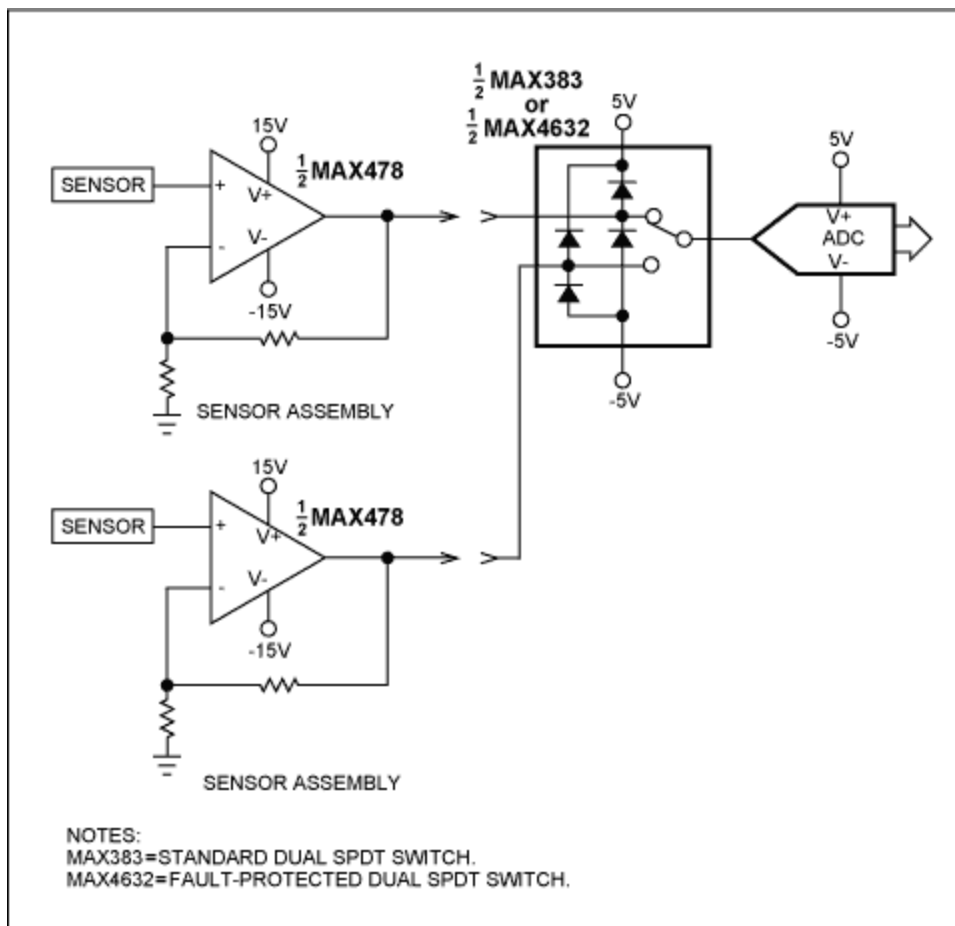 ½ MAX383
or
½ MAX4632
5V
15V
½ MAX478
SENSOR
+
V+
-
V-
-15V
5V
V+
ADC
V-
-5V
-5V
SENSOR ASSEMBLY
15V
½ MAX478
SENSOR
+
V+
-
V-
-15V
SENSOR ASSEMBLY
NOTES:
MAX383=STANDARD DUAL SPDT SWITCH.
MAX4632=FAULT-PROTECTED DUAL SPDT SWITCH.